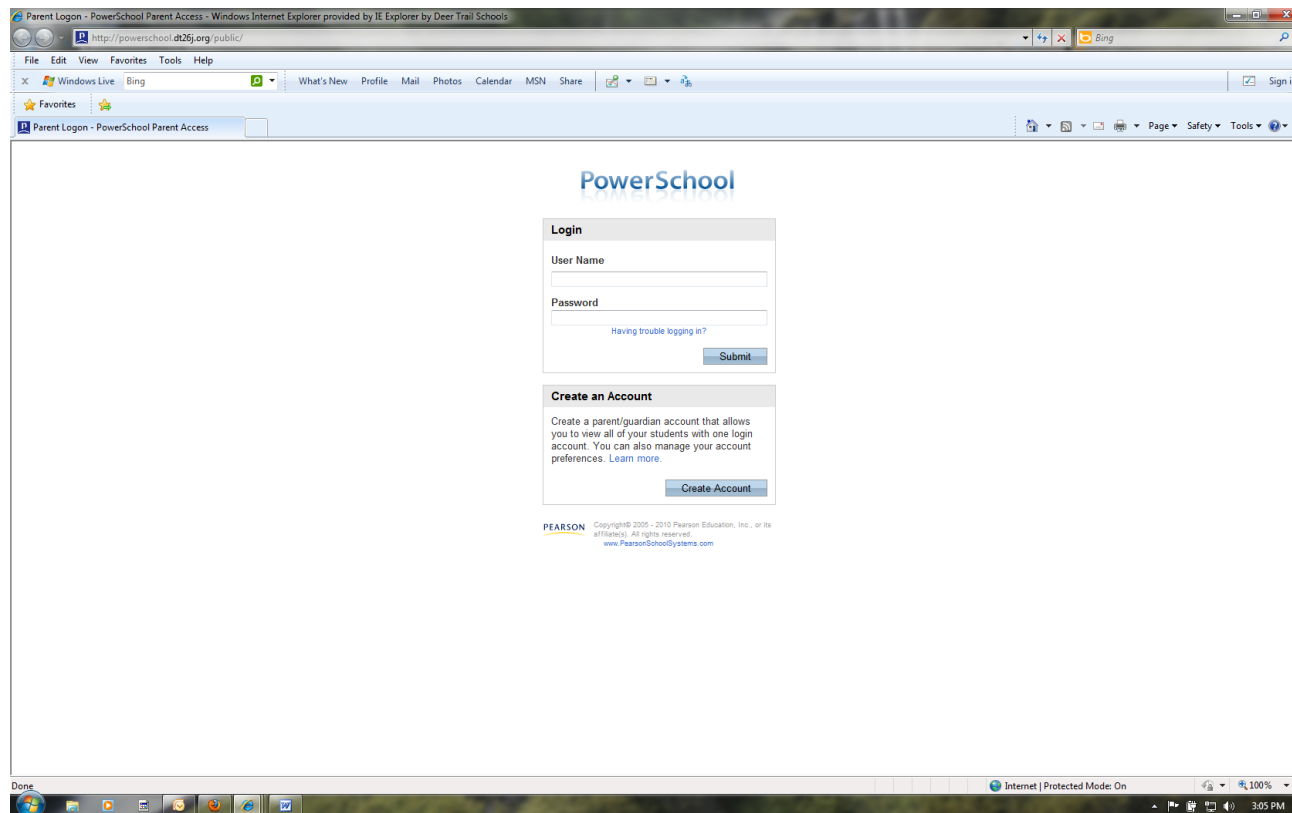 Parent Logon - PowerSchool Parent Access - Windows Internet Explorer provided by IE Explorer by Deer Trail Schools
http://powerschool.dt26j.org/public/
Bing
File Edit View Favorites Tools Help
x Windows Live Bing What's New Profile Mail Photos Calendar MSN Share Sign i
Favorites
Parent Logon - PowerSchool Parent Access Page Safety Tools
PowerSchool
Login
User Name
Password
Having trouble logging in?
Submit
Create an Account
Create a parent/guardian account that allows
you to view all of your students with one login
account. You can also manage your account
preferences. Learn more.
Create Account
PEARSON Copyright© 2005 - 2010 Pearson Education, Inc., or its
affiliate(s). All rights reserved.
www.PearsonSchoolSystems.com
Done Internet | Protected Mode: On 100%
3:05 PM